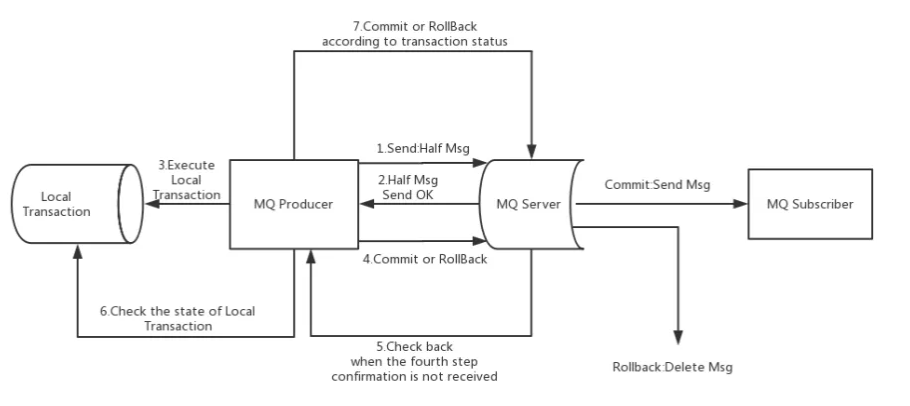 7.Commit or RollBack
according to transaction status
1.Send:Half Msg
3.Execute
Local
Transaction
2.Half Msg
Send OK
Commit:Send Msg
Local
Transaction
MQ Producer
MQ Server
MQ Subscriber
4.Commit or RollBack
6.Check the state of Local
Transaction
5.Check back
when the fourth step
confirmation is not received
Rollback:Delete Msg